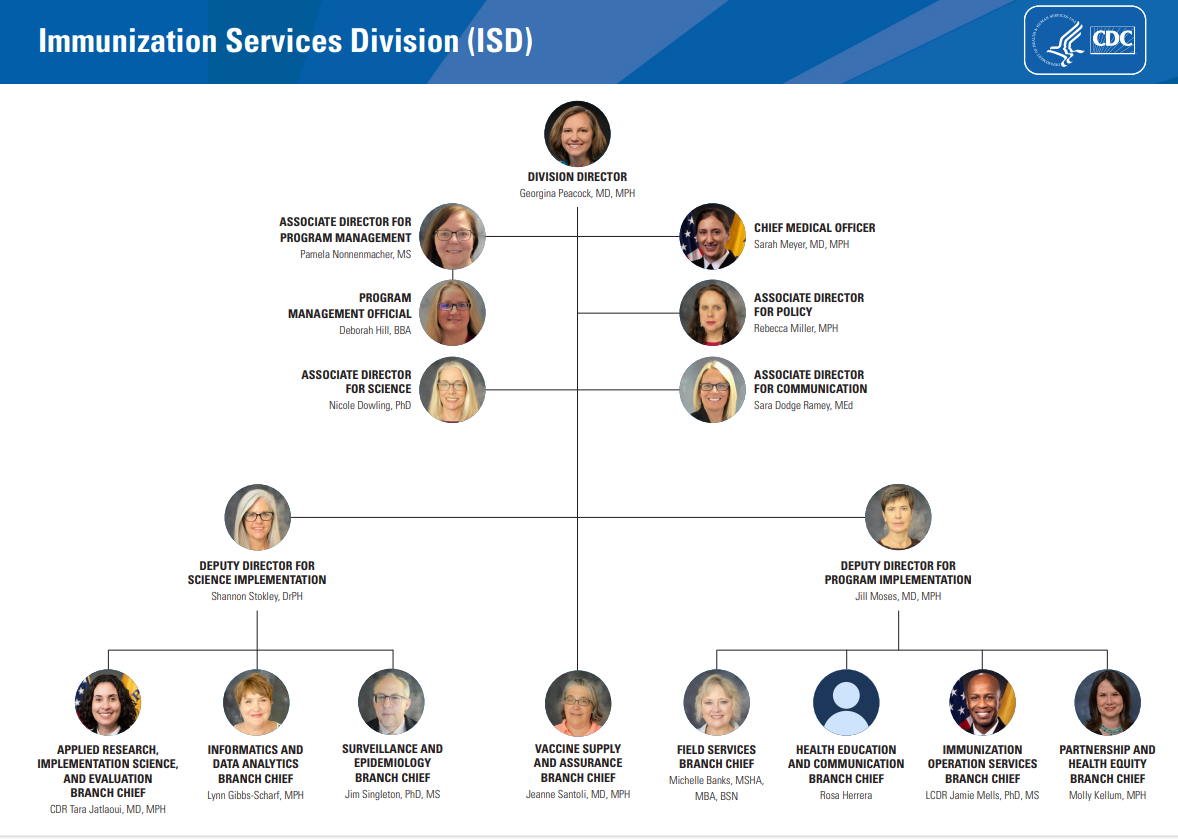 Immunization Services Division (ISD)
CDC
DIVISION DIRECTOR
Georgina Peacock, MD, MPH
ASSOCIATE DIRECTOR FOR
PROGRAM MANAGEMENT
Pamela Nonnenmacher, MS
CHIEF MEDICAL OFFICER
Sarah Meyer, MD, MPH
PROGRAM
MANAGEMENT OFFICIAL
Deborah Hill, BBA
ASSOCIATE DIRECTOR
FOR POLICY
Rebecca Miller, MPH
ASSOCIATE DIRECTOR
FOR SCIENCE
Nicole Dowling, PhD
ASSOCIATE DIRECTOR
FOR COMMUNICATION
Sara Dodge Ramey, MEd
DEPUTY DIRECTOR FOR
SCIENCE IMPLEMENTATION
Shannon Stokley, DrPH
DEPUTY DIRECTOR FOR
PROGRAM IMPLEMENTATION
Jill Moses, MD, MPH
APPLIED RESEARCH,
IMPLEMENTATION SCIENCE,
AND EVALUATION
BRANCH CHIEF
CDR Tara Jatlaoui, MD, MPH
INFORMATICS AND
DATA ANALYTICS
BRANCH CHIEF
Lynn Gibbs-Scharf, MPH
SURVEILLANCE AND
EPIDEMIOLOGY
BRANCH CHIEF
Jim Singleton, PhD, MS
VACCINE SUPPLY
AND ASSURANCE
BRANCH CHIEF
Jeanne Santoli, MD, MPH
FIELD SERVICES
BRANCH CHIEF
Michelle Banks, MSHA,
MBA, BSN
HEALTH EDUCATION
AND COMMUNICATION
BRANCH CHIEF
Rosa Herrera
IMMUNIZATION
OPERATION SERVICES
BRANCH CHIEF
LCDR Jamie Mells, PhD, MS
PARTNERSHIP AND
HEALTH EQUITY
BRANCH CHIEF
Molly Kellum, MPH